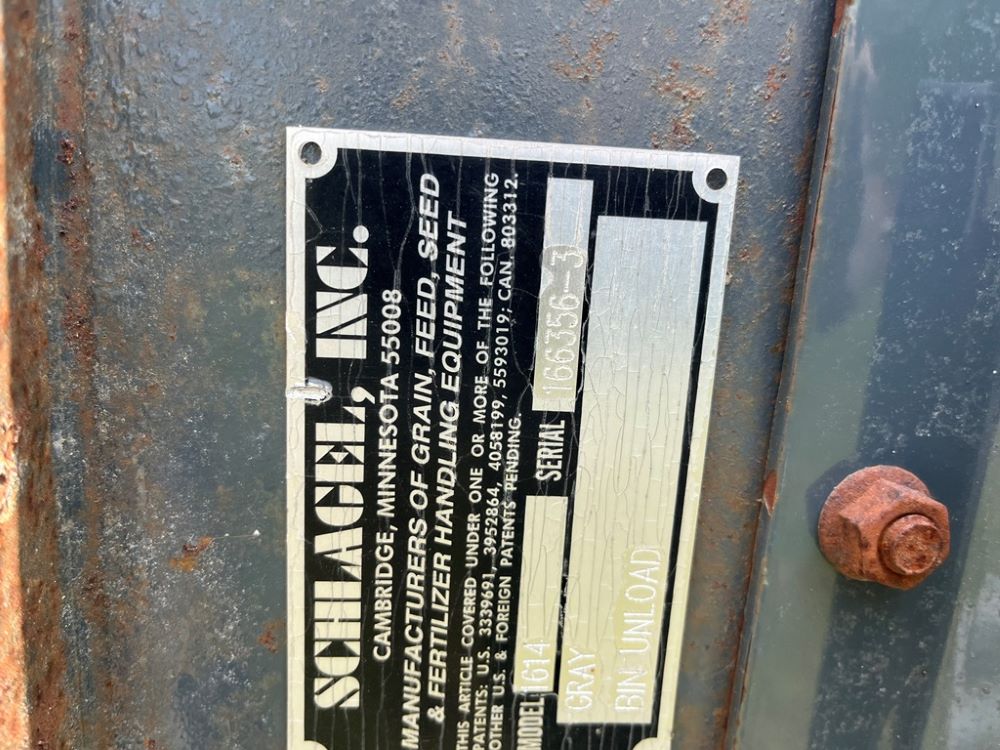 SCHLAGEL, INC.
CAMBRIDGE, MINNESOTA 55008
MANUFACTURERS OF GRAIN, FEED, SEED
& FERTILIZER HANDLING EQUIPMENT
THIS ARTICLE COVERED UNDER ONE OR MORE OF THE FOLLOWING
PATENTS: U.S. 3339691, 3952864, 4058199, 5593019; CAN. 803312.
OTHER U.S. & FOREIGN PATENTS PENDING.
MODEL 1614 SERIAL 166356-3
GRAY
BIN UNLOAD